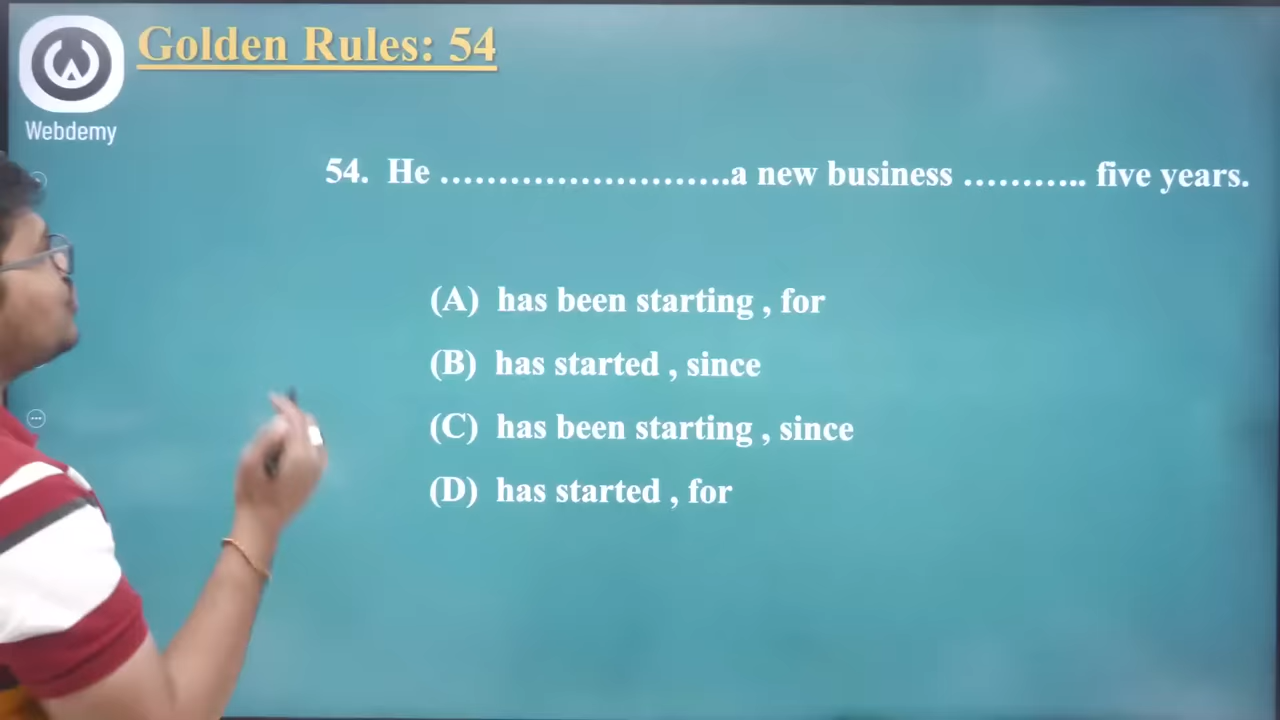 Golden Rules: 54
Webdemy
54. He …………………….a new business ……….. five years.
(A) has been starting , for
(B) has started , since
(C) has been starting , since
(D) has started , for